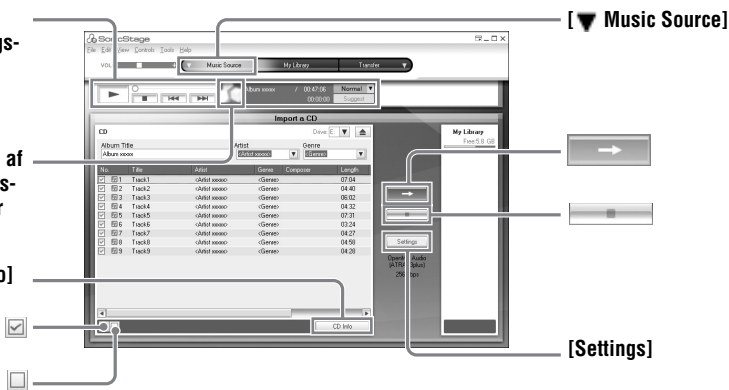 [▼ Music Source]
gs-
af
s-
r
o]
[Settings]
SonicStage
File Edit View Controls Tools Help
VOL
Music Source My Library Transfer
Album xxxxx / 00:47:06 Normal
00:00:00 Suggest
Import a CD
CD Drive E:
Album Title Artist Genre
Album xxxxx <Artist xxxxx> <Genre>
My Library
Free:5.8 GB
No. Title Artist Genre Composer Length
1 Track1 <Artist xxxxx> <Genre> 07:04
2 Track2 <Artist xxxxx> <Genre> 04:40
3 Track3 <Artist xxxxx> <Genre> 06:02
4 Track4 <Artist xxxxx> <Genre> 04:32
5 Track5 <Artist xxxxx> <Genre> 07:31
6 Track6 <Artist xxxxx> <Genre> 03:24
7 Track7 <Artist xxxxx> <Genre> 04:27
8 Track8 <Artist xxxxx> <Genre> 04:58
9 Track9 <Artist xxxxx> <Genre> 04:28
Settings
Audio
CD Info